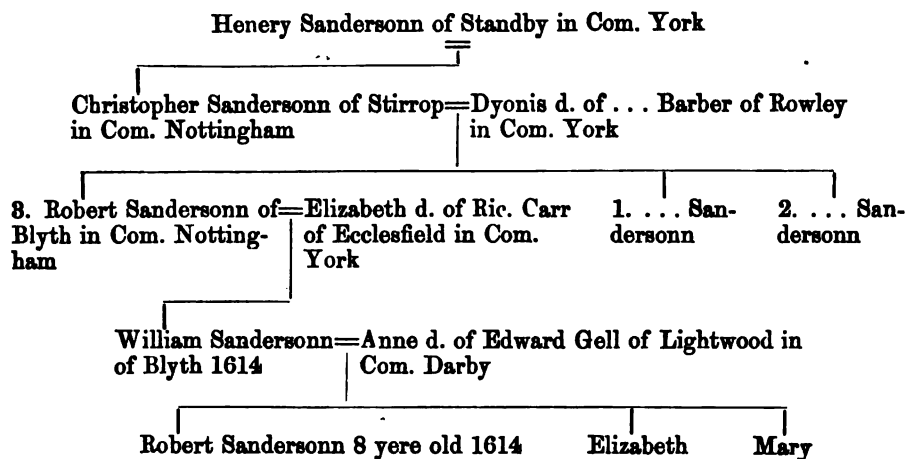 Henery Sandersonn of Standby in Com. York
Christopher Sandersonn of Stirrop=Dyonis d. of ... Barber of Rowley
in Com. Nottingham in Com. York
3. Robert Sandersonn of=Elizabeth d. of Ric. Carr 1. .... San- 2. .... San-
Blyth in Com. Notting- of Ecclesfield in Com. dersonn dersonn
ham York
William Sandersonn=Anne d. of Edward Gell of Lightwood in
of Blyth 1614 Com. Darby
Robert Sandersonn 8 yere old 1614 Elizabeth Mary